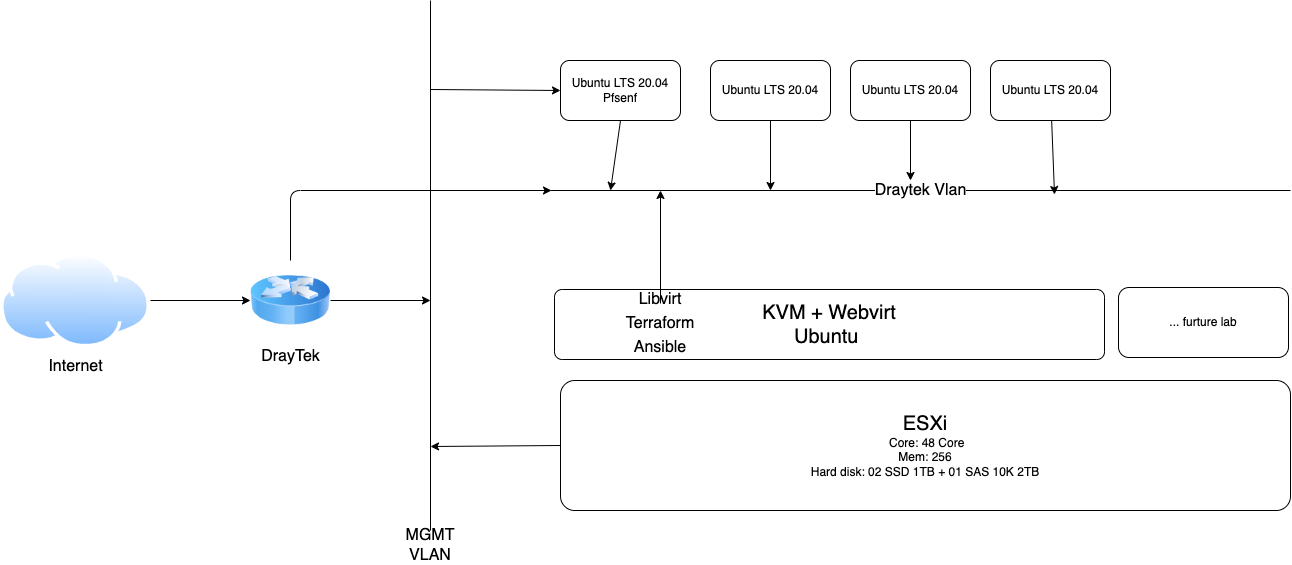 Ubuntu LTS 20.04
Pfsenf
Ubuntu LTS 20.04
Ubuntu LTS 20.04
Ubuntu LTS 20.04
Draytek Vlan
Internet
DrayTek
Libvirt
Terraform
Ansible
KVM + Webvirt
Ubuntu
... furture lab
ESXi
Core: 48 Core
Mem: 256
Hard disk: 02 SSD 1TB + 01 SAS 10K 2TB
MGMT
VLAN